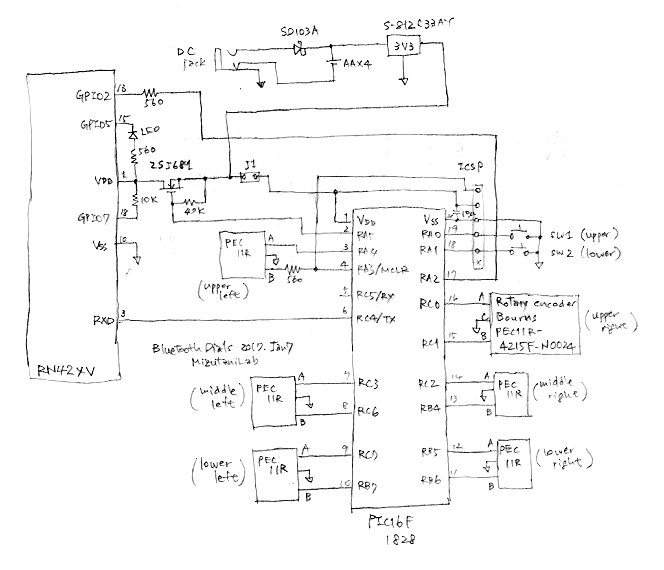 SD103A
S-812C33AY
DC
jack
3V3
AAX4
13
GPIO2
560
15
GPIO5
LED
560
2SJ681
J1
ICSP
VDD
1
10K
GPIO7
18
VSS
10
1
VDD
VSS
20
2
RA5
RA0
19
SW1 (upper)
3
RA4
RA1
18
SW2 (lower)
PEC
11R
A
B
560
4
RA3/MCLR
RA2
17
(upper
left)
5
RC5/RX
RC0
16
A
Rotary encoder
C
Bourns
PEC11R-
4215F-N0024
B
(upper
right)
RXD
3
6
RC4/TX
RC1
15
RN42XV
Bluetooth Dials 2017.Jan7
MizutaniLab
(middle
left)
PEC
11R
A
7
RC3
RC2
14
A
PEC
11R
(middle
right)
B
8
RC6
RB4
13
B
(lower
left)
PEC
11R
A
9
RC7
RB5
12
A
PEC
11R
(lower
right)
B
10
RB7
RB6
11
B
PIC16F
1828